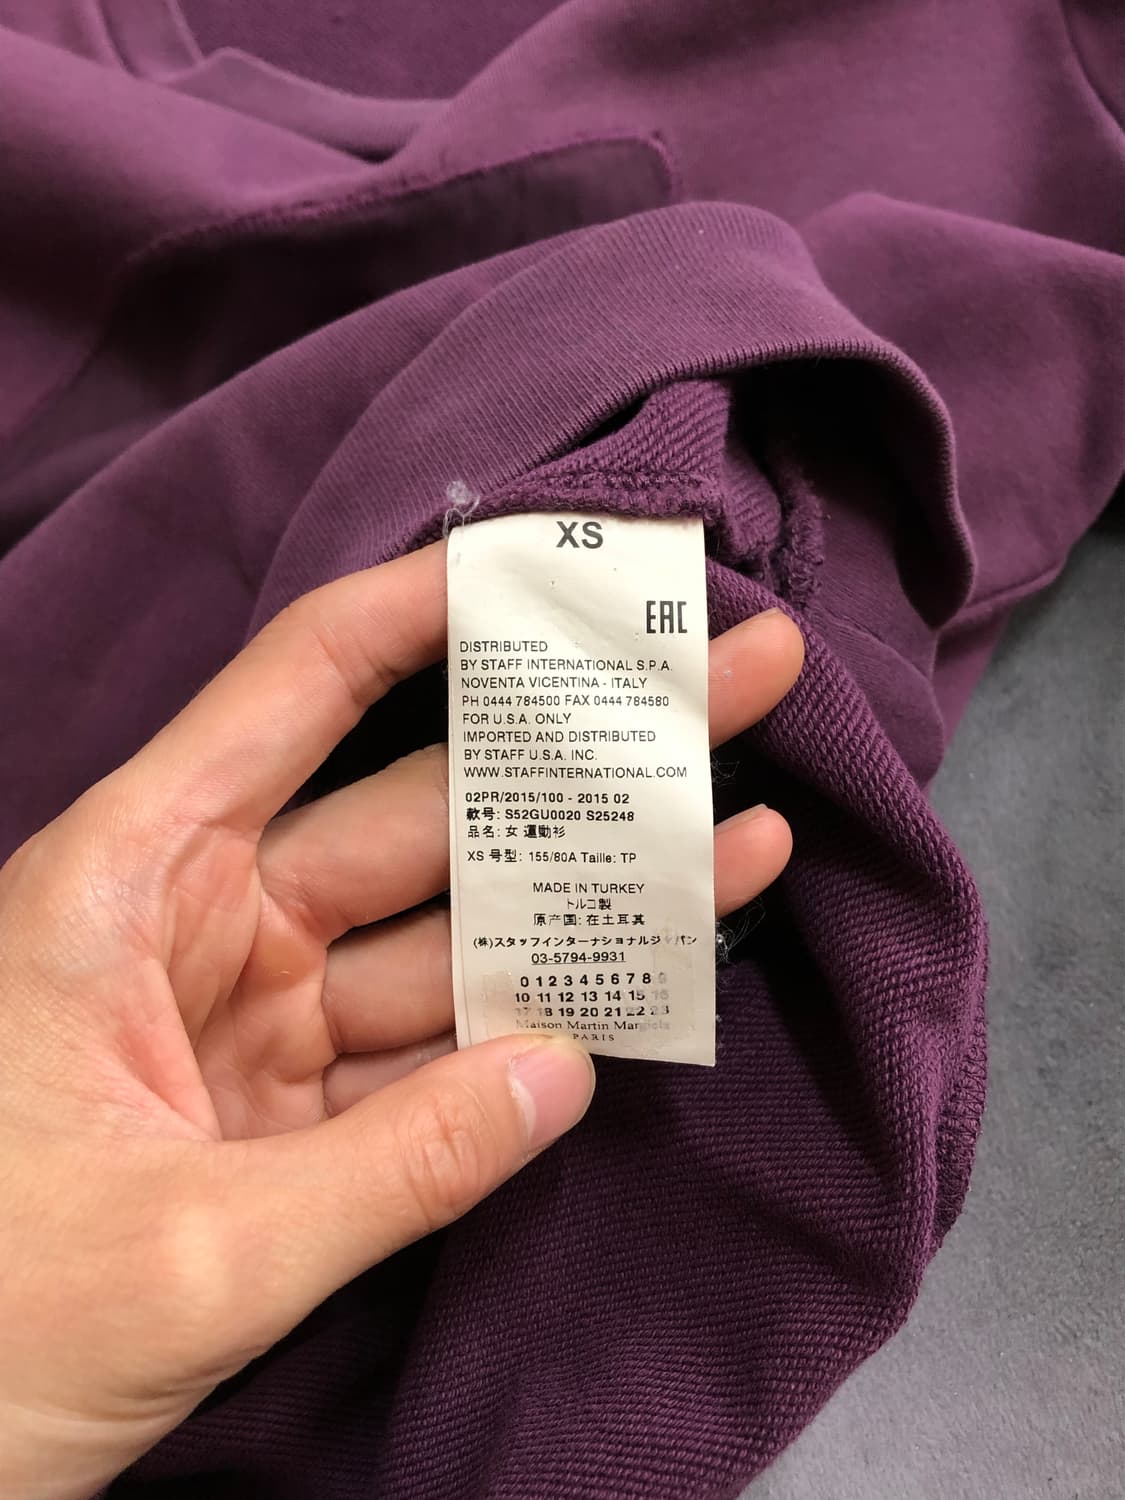 XS
EAC
DISTRIBUTED
BY STAFF INTERNATIONAL S.P.A.
NOVENTA VICENTINA - ITALY
PH 0444 784500 FAX 0444 784580
FOR U.S.A. ONLY
IMPORTED AND DISTRIBUTED
BY STAFF U.S.A. INC.
WWW.STAFFINTERNATIONAL.COM
02PR/2015/100 - 2015 02
款号: S52GU0020 S25248
品名: 女 運動衫
XS 号型: 155/80A Taille: TP
MADE IN TURKEY
トルコ製
原产国: 在土耳其
(株)スタッフインターナショナルジャパン
03-5794-9931
0 1 2 3 4 5 6 7 8 9
10 11 12 13 14 15 16
17 18 19 20 21 22 23
Maison Martin Margiela
PARIS